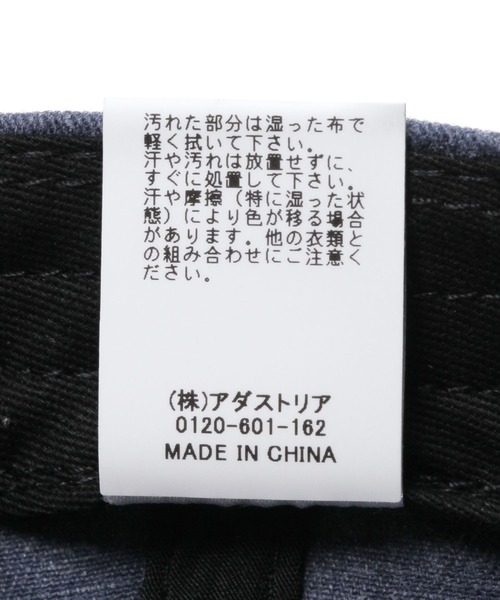 汚れた部分は湿った布で
軽く拭いて下さい。
汗や汚れは放置せずに、
すぐに処置して下さい。
汗や摩擦（特に湿った状
態）により色が移る場合
があります。他の衣類と
の組み合わせにご注意く
ださい。
(株)アダストリア
0120-601-162
MADE IN CHINA